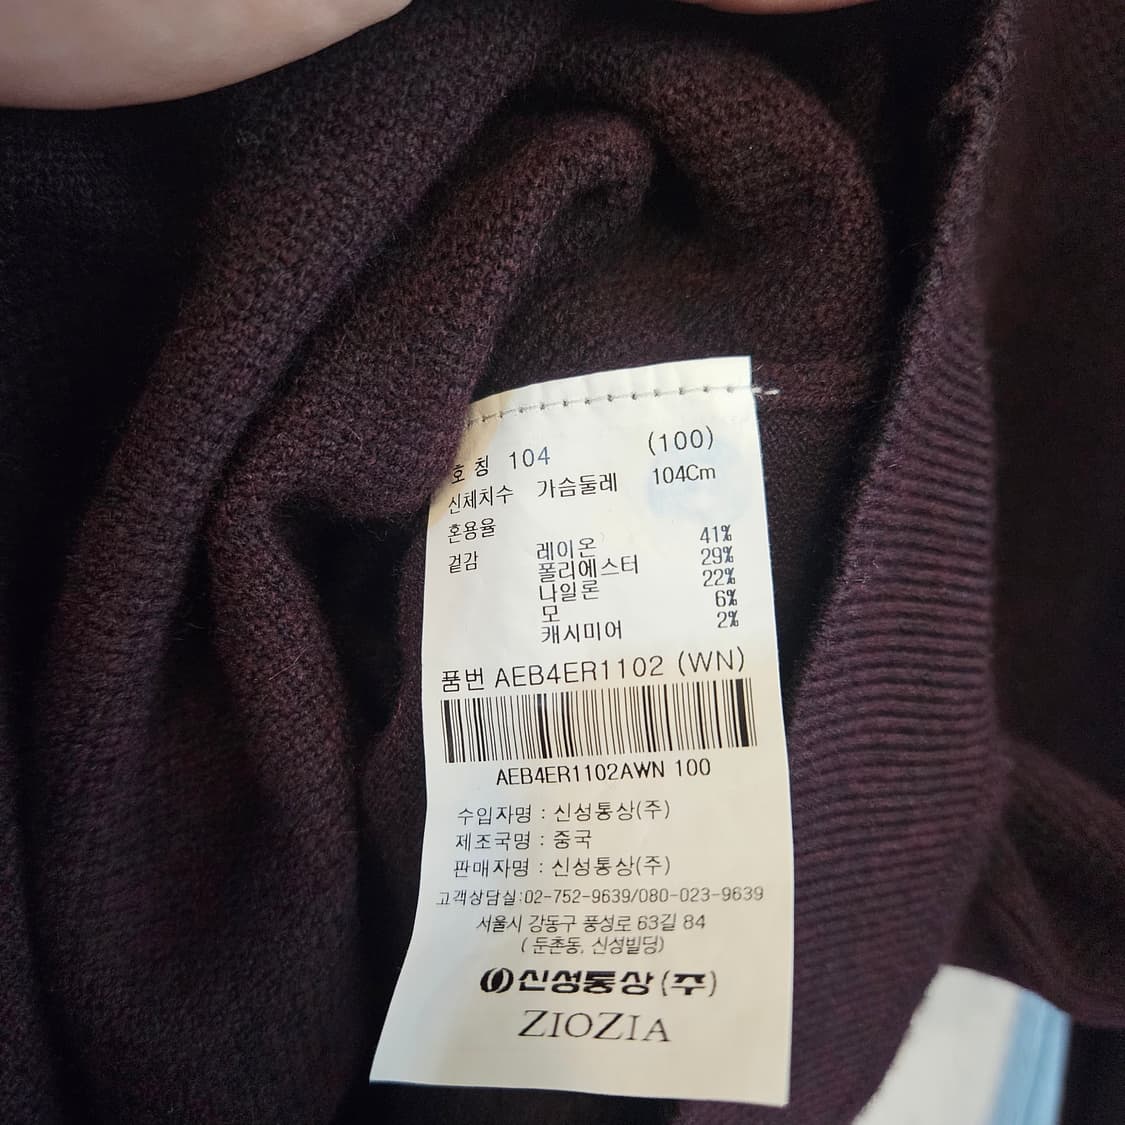 호 칭 104 (100)
신체치수 가슴둘레 104Cm
혼용율
겉감 레이온 41%
폴리에스터 29%
나일론 22%
모 6%
캐시미어 2%
품번 AEB4ER1102 (WN)
AEB4ER1102AWN 100
수입자명 : 신성통상(주)
제조국명 : 중국
판매자명 : 신성통상(주)
고객상담실:02-752-9639/080-023-9639
서울시 강동구 풍성로 63길 84
( 둔촌동, 신성빌딩)
신성통상(주)
ZIOZIA